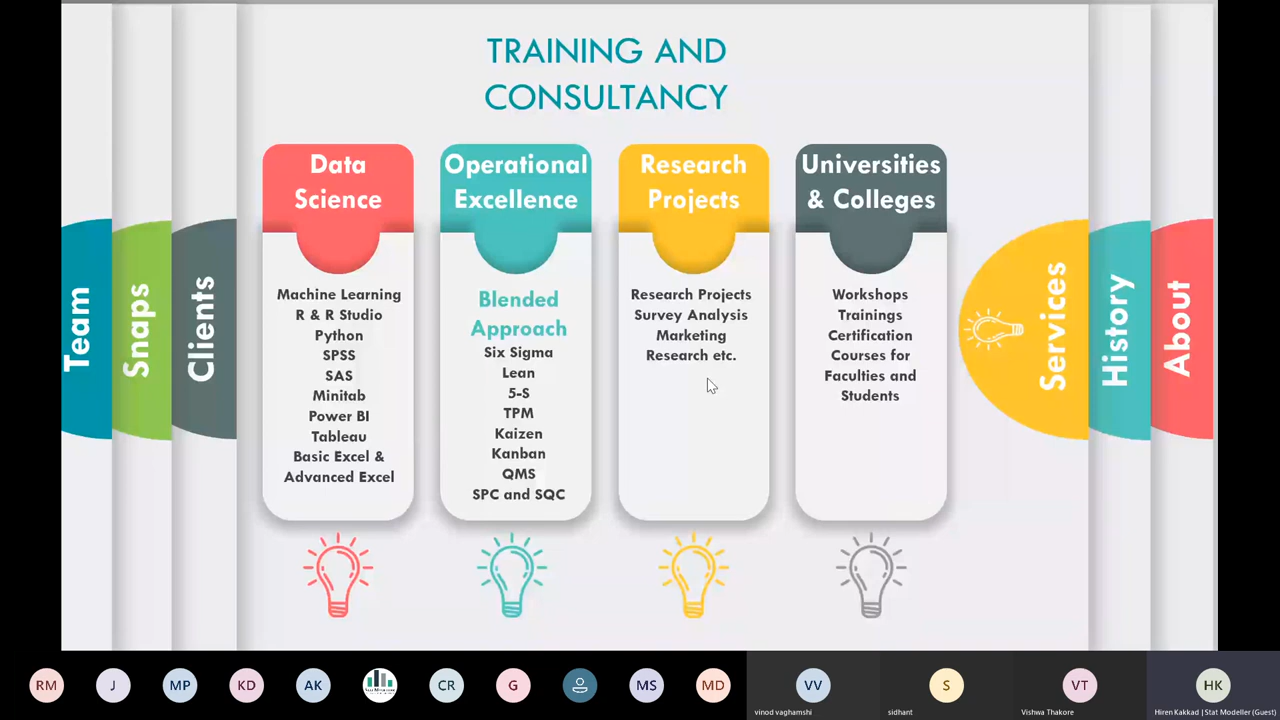 TRAINING AND
CONSULTANCY
Team
Snaps
Clients
Data
Science
Machine Learning
R & R Studio
Python
SPSS
SAS
Minitab
Power BI
Tableau
Basic Excel &
Advanced Excel
Operational
Excellence
Blended
Approach
Six Sigma
Lean
5-S
TPM
Kaizen
Kanban
QMS
SPC and SQC
Research
Projects
Research Projects
Survey Analysis
Marketing
Research etc.
Universities
& Colleges
Workshops
Trainings
Certification
Courses for
Faculties and
Students
Services
History
About
RM
J
MP
KD
AK
CR
G
MS
MD
VV
vinod vaghamshi
S
sidhant
VT
Vishwa Thakore
HK
Hiren Kakkad | Stat Modeller (Guest)